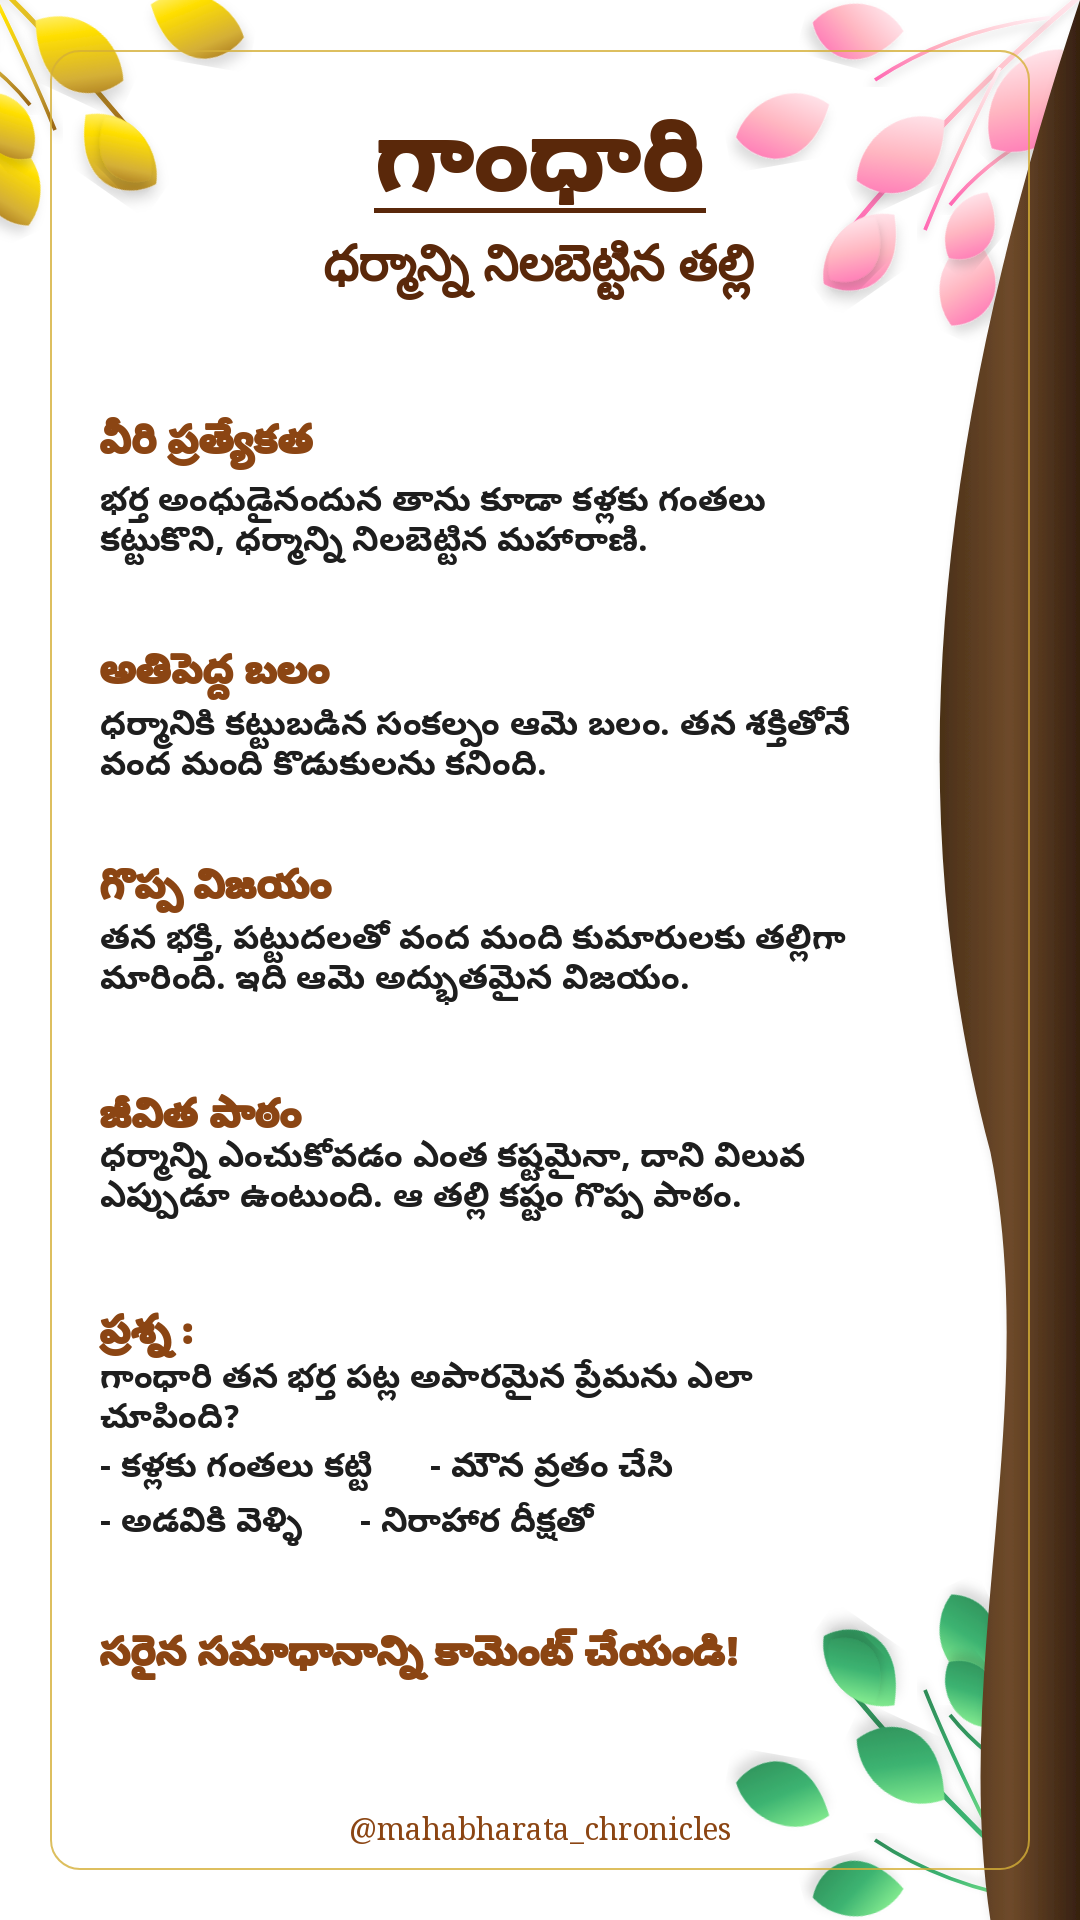 గాంధారి
ధర్మాన్ని నిలబెట్టిన తల్లి
వీరి ప్రత్యేకత
భర్త అంధుడైనందున తాను కూడా కళ్లకు గంతలు
కట్టుకొని, ధర్మాన్ని నిలబెట్టిన మహారాణి.
అతిపెద్ద బలం
ధర్మానికి కట్టుబడిన సంకల్పం ఆమె బలం. తన శక్తితోనే
వంద మంది కొడుకులను కనింది.
గొప్ప విజయం
తన భక్తి, పట్టుదలతో వంద మంది కుమారులకు తల్లిగా
మారింది. ఇది ఆమె అద్భుతమైన విజయం.
జీవిత పాఠం
ధర్మాన్ని ఎంచుకోవడం ఎంత కష్టమైనా, దాని విలువ
ఎప్పుడూ ఉంటుంది. ఆ తల్లి కష్టం గొప్ప పాఠం.
ప్రశ్న :
గాంధారి తన భర్త పట్ల అపారమైన ప్రేమను ఎలా
చూపింది?
- కళ్లకు గంతలు కట్టి - మౌన వ్రతం చేసి
- అడవికి వెళ్ళి - నిరాహార దీక్షతో
సరైన సమాధానాన్ని కామెంట్ చేయండి!
@mahabharata_chronicles